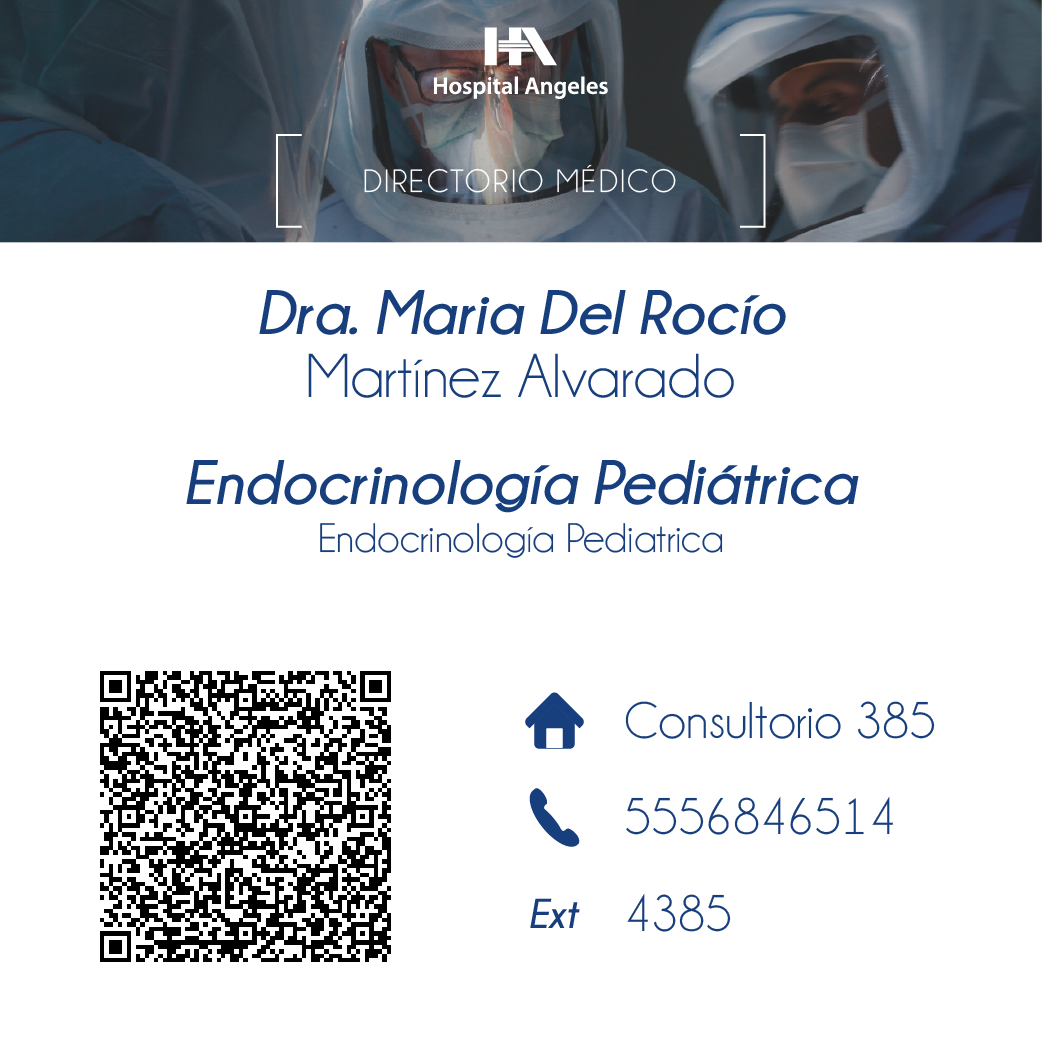 HA
Hospital Angeles
DIRECTORIO MÉDICO
Dra. Maria Del Rocío
Martínez Alvarado
Endocrinología Pediátrica
Endocrinología Pediatrica
Consultorio 385
5556846514
Ext 4385